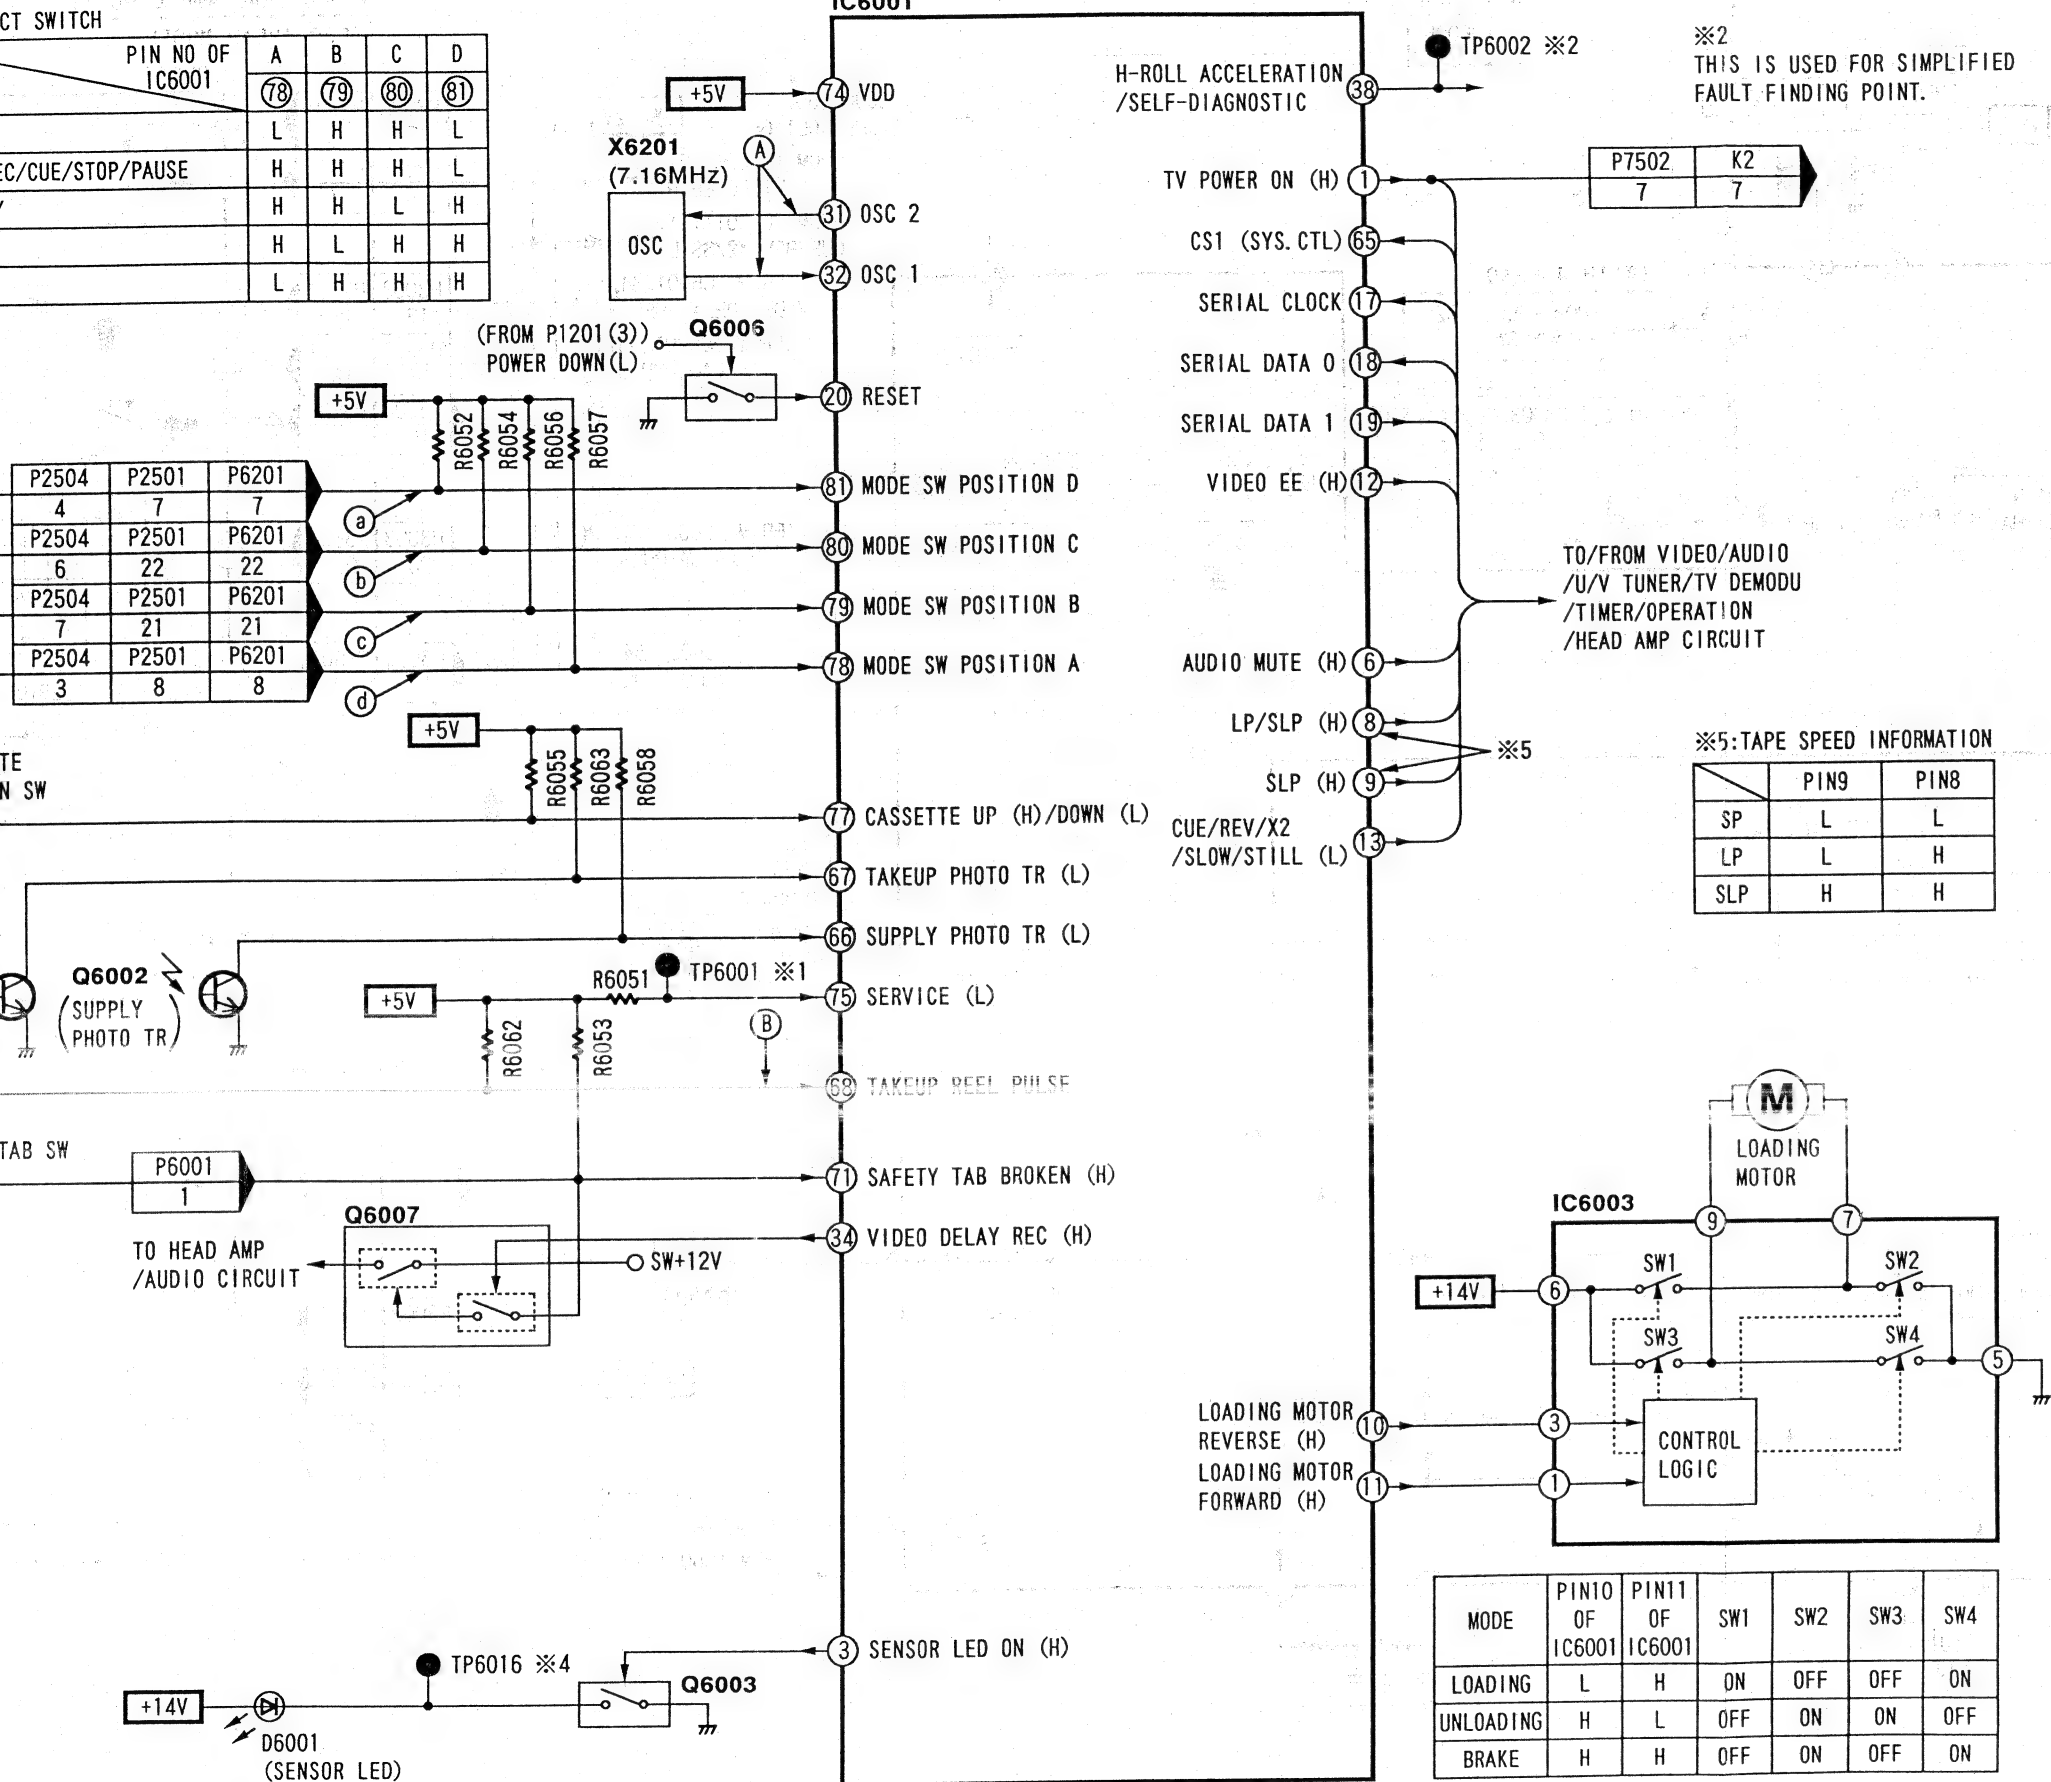 CT SWITCH
PIN NO OF IC6001
A B C D
78 79 80 81
L H H L
EC/CUE/STOP/PAUSE H H H L
H H L H
H L H H
L H H H
IC6001
+5V
74 VDD
X6201
(7.16MHz)
A
OSC
31 OSC 2
32 OSC 1
(FROM P1201(3))
POWER DOWN(L)
Q6006
20 RESET
+5V
R6052
R6054
R6056
R6057
P2504 P2501 P6201
4 7 7
P2504 P2501 P6201
6 22 22
P2504 P2501 P6201
7 21 21
P2504 P2501 P6201
3 8 8
a
b
c
d
81 MODE SW POSITION D
80 MODE SW POSITION C
79 MODE SW POSITION B
78 MODE SW POSITION A
+5V
R6055
R6063
R6058
TE
N SW
77 CASSETTE UP (H)/DOWN (L)
67 TAKEUP PHOTO TR (L)
66 SUPPLY PHOTO TR (L)
Q6002
(SUPPLY
PHOTO TR)
+5V
R6051
TP6001 ※1
75 SERVICE (L)
R6062
R6053
B
68 TAKEUP REEL PULSE
TAB SW
P6001
1
71 SAFETY TAB BROKEN (H)
Q6007
34 VIDEO DELAY REC (H)
TO HEAD AMP
/AUDIO CIRCUIT
SW+12V
3 SENSOR LED ON (H)
TP6016 ※4
Q6003
+14V
D6001
(SENSOR LED)
H-ROLL ACCELERATION
/SELF-DIAGNOSTIC
38
TP6002 ※2
※2
THIS IS USED FOR SIMPLIFIED
FAULT FINDING POINT.
TV POWER ON (H) 1
P7502 K2
7 7
CS1 (SYS.CTL) 65
SERIAL CLOCK 17
SERIAL DATA 0 18
SERIAL DATA 1 19
VIDEO EE (H) 12
TO/FROM VIDEO/AUDIO
/U/V TUNER/TV DEMODU
/TIMER/OPERATION
/HEAD AMP CIRCUIT
AUDIO MUTE (H) 6
LP/SLP (H) 8
※5
SLP (H) 9
CUE/REV/X2
/SLOW/STILL (L) 13
※5:TAPE SPEED INFORMATION
PIN9 PIN8
SP L L
LP L H
SLP H H
M
LOADING
MOTOR
IC6003
9 7
+14V
6
SW1
SW2
SW3
SW4
5
LOADING MOTOR
REVERSE (H)
10
3
LOADING MOTOR
FORWARD (H)
11
1
CONTROL
LOGIC
MODE PIN10 OF IC6001 PIN11 OF IC6001 SW1 SW2 SW3 SW4
LOADING L H ON OFF OFF ON
UNLOADING H L OFF ON ON OFF
BRAKE H H OFF ON OFF ON